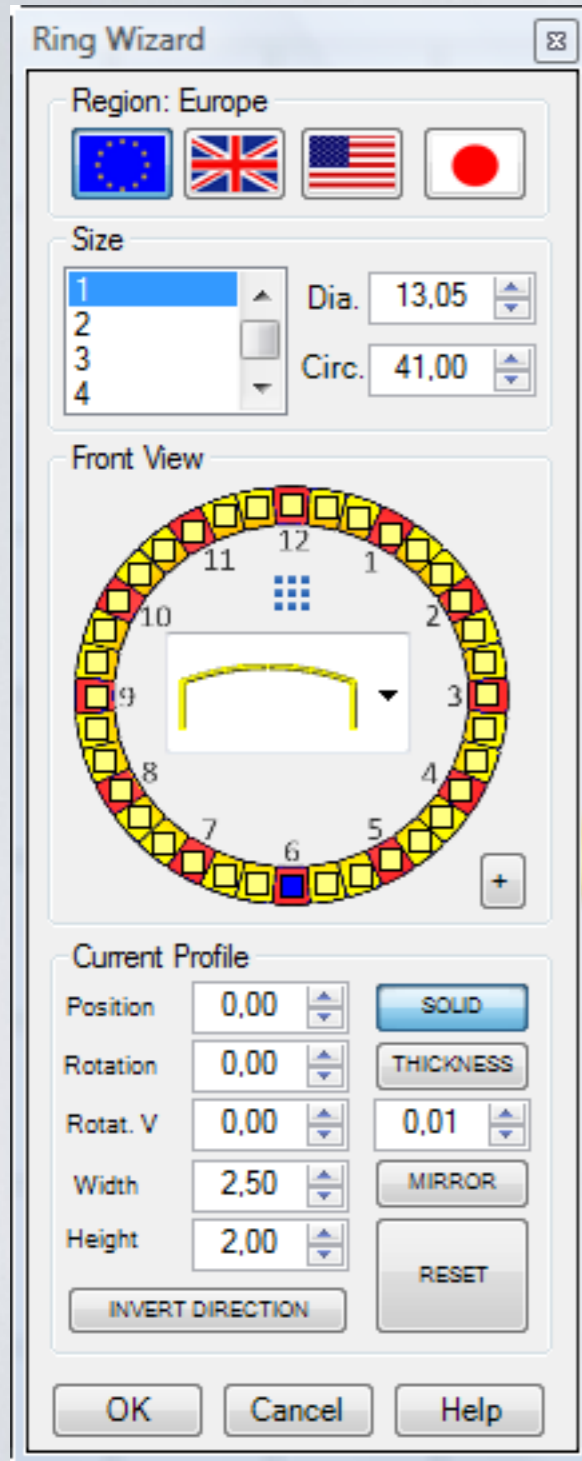 Ring Wizard
Region: Europe
Size
1
2
3
4
Dia. 13,05
Circ. 41,00
Front View
12
11
1
10
2
9
3
8
4
7
5
6
+
Current Profile
Position 0,00 SOLID
Rotation 0,00 THICKNESS
Rotat. V 0,00 0,01
Width 2,50 MIRROR
Height 2,00 RESET
INVERT DIRECTION
OK Cancel Help